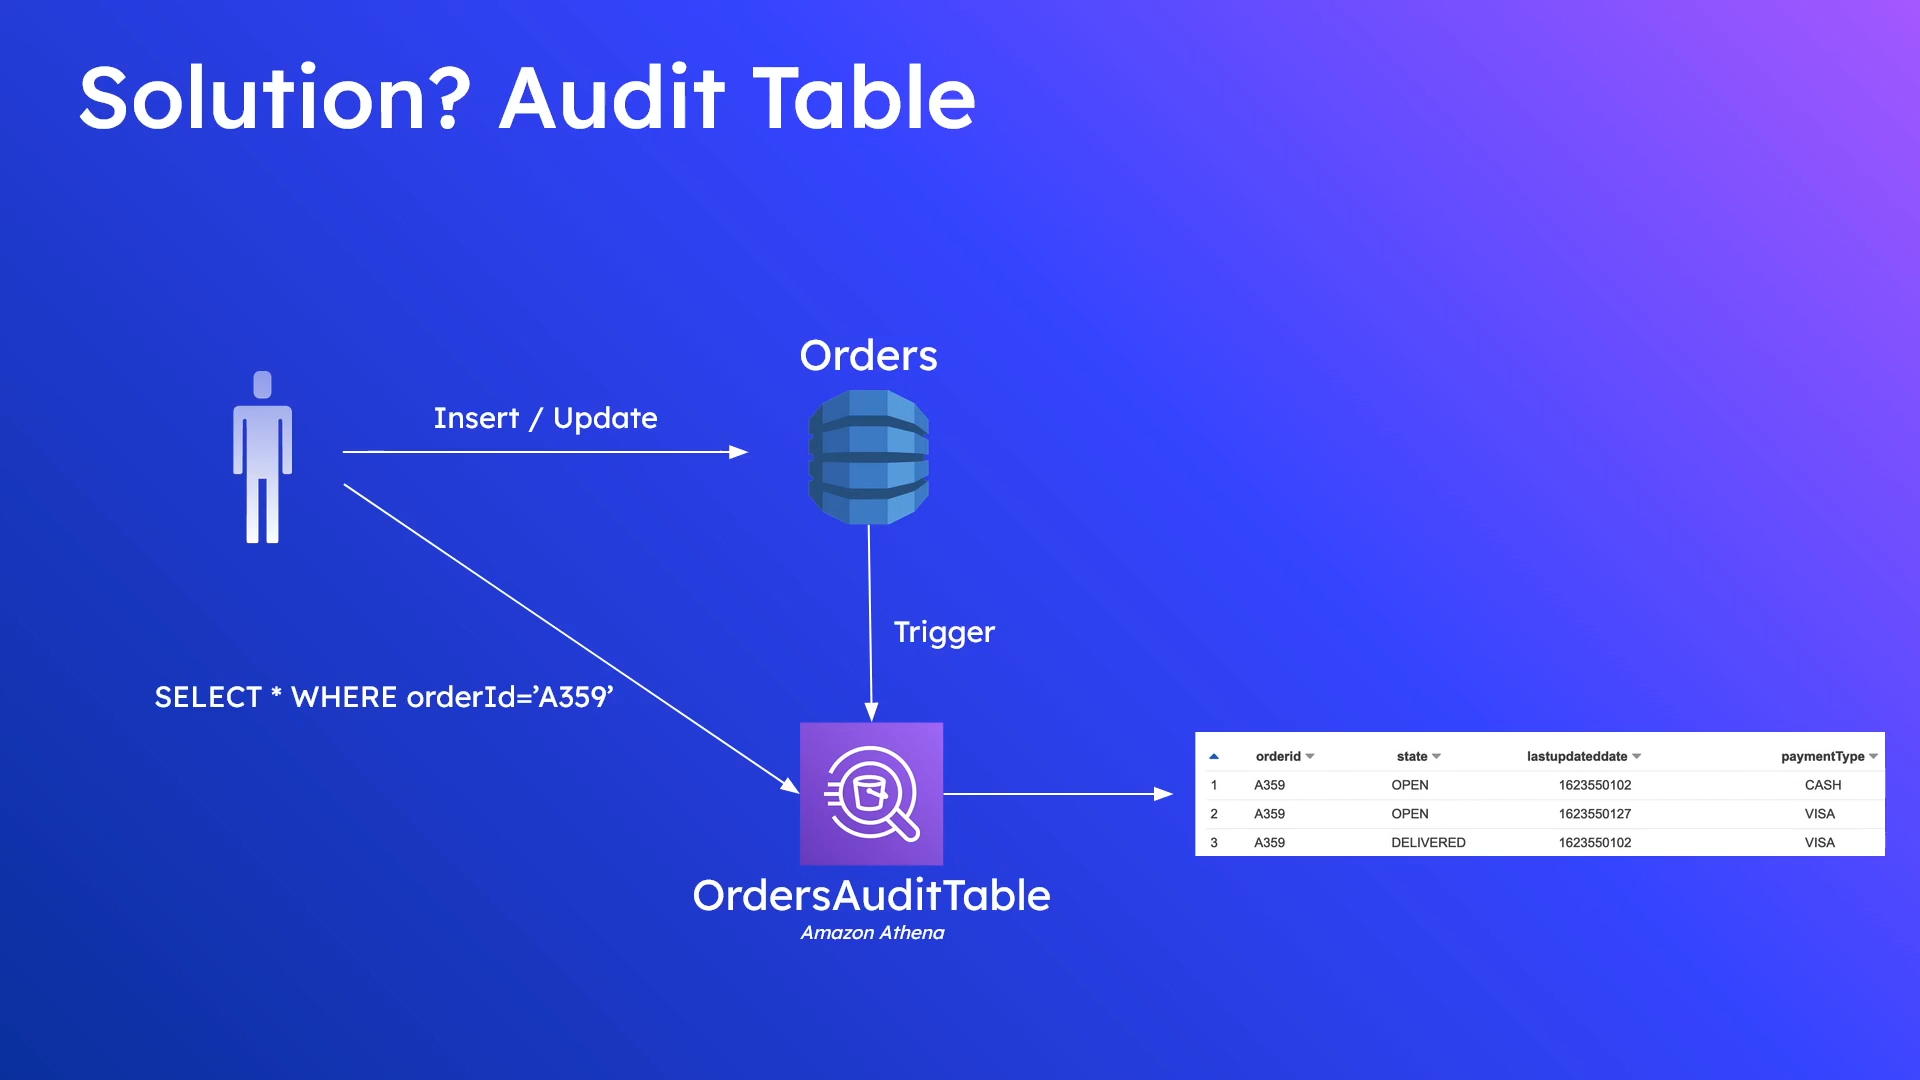 Solution? Audit Table
Orders
Insert / Update
Trigger
SELECT * WHERE orderId=’A359’
orderid state lastupdateddate paymentType
1 A359 OPEN 1623550102 CASH
2 A359 OPEN 1623550127 VISA
3 A359 DELIVERED 1623550102 VISA
OrdersAuditTable
Amazon Athena